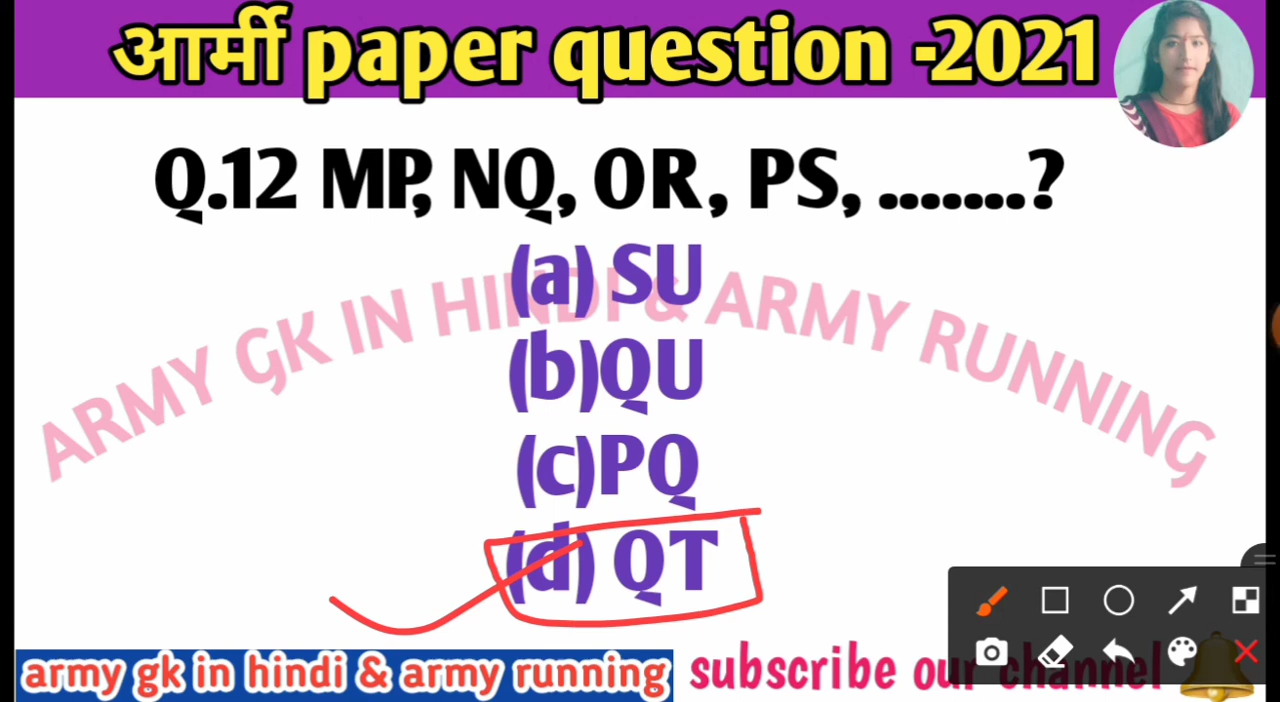 आर्मी paper question -2021
Q.12 MP, NQ, OR, PS, .......?
(a) SU
(b)QU
(c)PQ
(d) QT
ARMY GK IN HINDI & ARMY RUNNING
army gk in hindi & army running
subscribe our channel